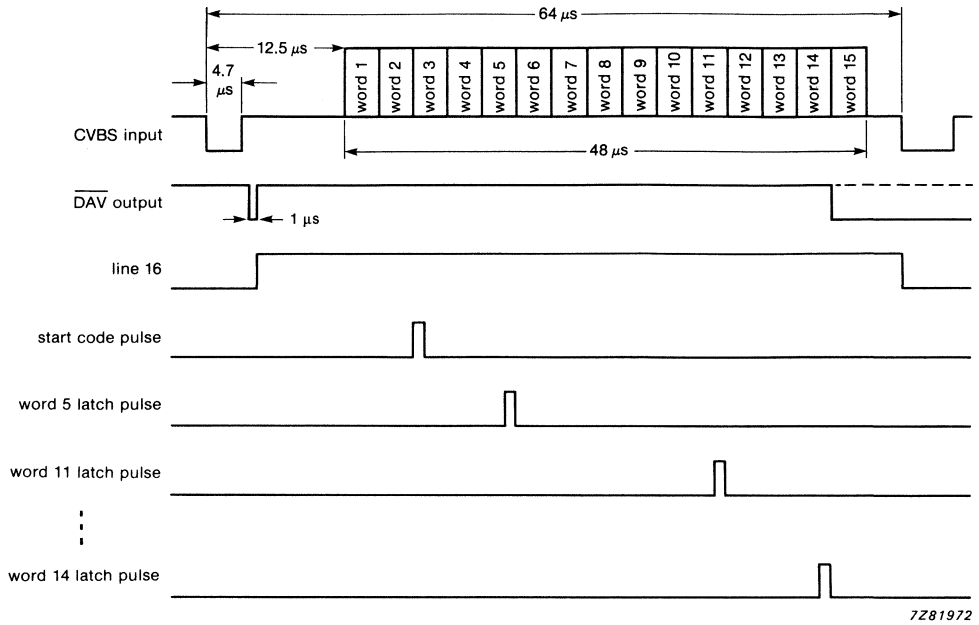 64 μs
12.5 μs
4.7
μs
word 1
word 2
word 3
word 4
word 5
word 6
word 7
word 8
word 9
word 10
word 11
word 12
word 13
word 14
word 15
CVBS input
48 μs
DAV output
1 μs
line 16
start code pulse
word 5 latch pulse
word 11 latch pulse
word 14 latch pulse
7Z81972